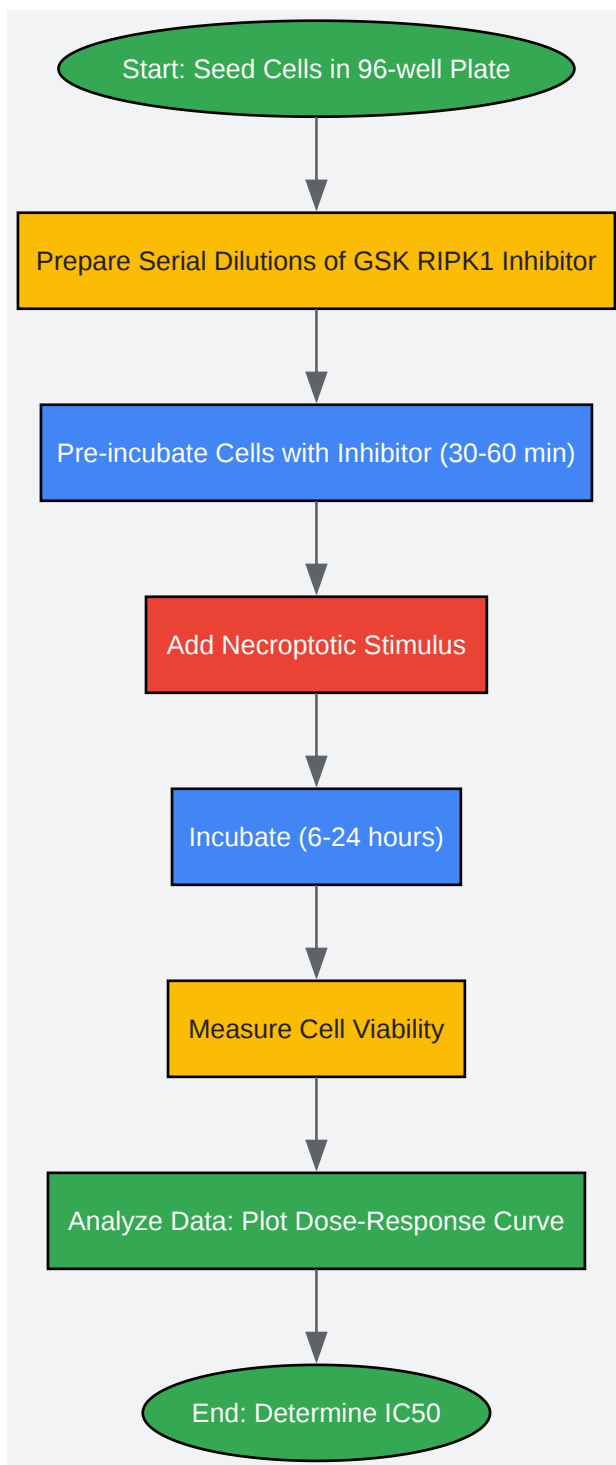 Start: Seed Cells in 96-well Plate
Prepare Serial Dilutions of GSK RIPK1 Inhibitor
Pre-incubate Cells with Inhibitor (30-60 min)
Add Necroptotic Stimulus
Incubate (6-24 hours)
Measure Cell Viability
Analyze Data: Plot Dose-Response Curve
End: Determine IC50